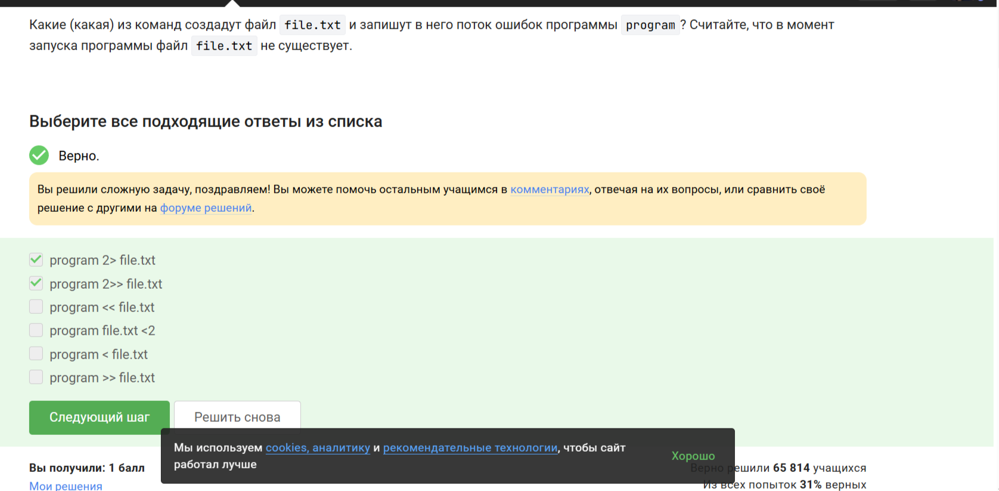 Какие (какая) из команд создадут файл file.txt и запишут в него поток ошибок программы program? Считайте, что в момент
запуска программы файл file.txt не существует.
Выберите все подходящие ответы из списка
Верно.
Вы решили сложную задачу, поздравляем! Вы можете помочь остальным учащимся в комментариях, отвечая на их вопросы, или сравнить своё
решение с другими на форуме решений.
program 2> file.txt
program 2>> file.txt
program << file.txt
program file.txt <2
program < file.txt
program >> file.txt
Следующий шаг
Решить снова
Мы используем cookies, аналитику и рекомендательные технологии, чтобы сайт
работал лучше
Хорошо
Вы получили: 1 балл
Мои решения
Верно решили 65 814 учащихся
Из всех попыток 31% верных